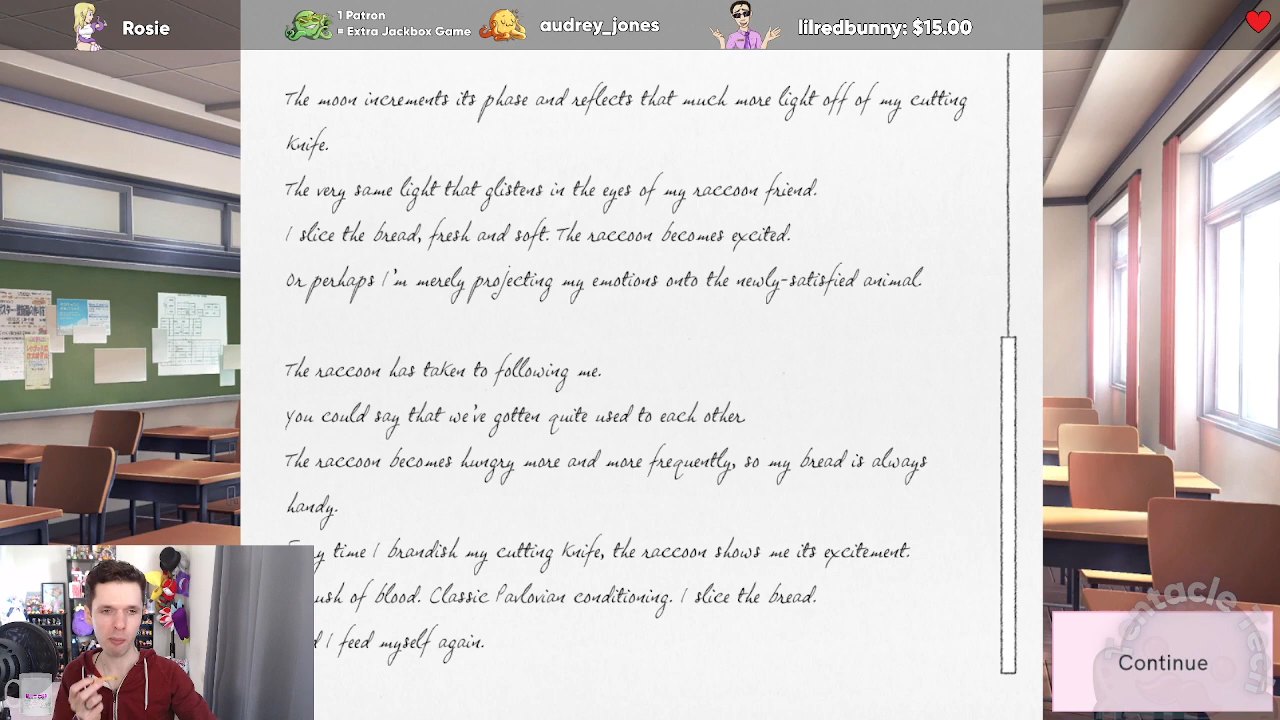 Rosie
1 Patron
= Extra Jackbox Game
audrey_jones
lilredbunny: $15.00
The moon increments its phase and reflects that much more light off of my cutting
knife.
The very same light that glistens in the eyes of my raccoon friend.
I slice the bread, fresh and soft. The raccoon becomes excited.
Or perhaps I'm merely projecting my emotions onto the newly-satisfied animal.
The raccoon has taken to following me.
You could say that we've gotten quite used to each other
The raccoon becomes hungry more and more frequently, so my bread is always
handy.
time I brandish my cutting knife, the raccoon shows me its excitement.
of blood. Classic Pavlovian conditioning. I slice the bread.
I feed myself again.
Tentacle Tech
Continue